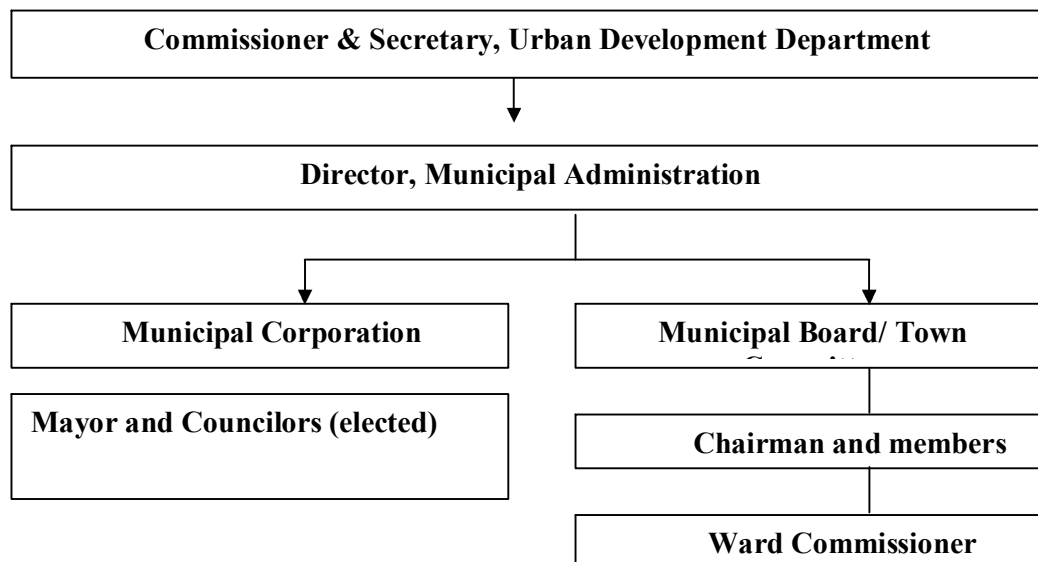 Commissioner & Secretary, Urban Development Department
Director, Municipal Administration
Municipal Corporation
Municipal Board/ Town
Mayor and Councilors (elected)
Chairman and members
Ward Commissioner